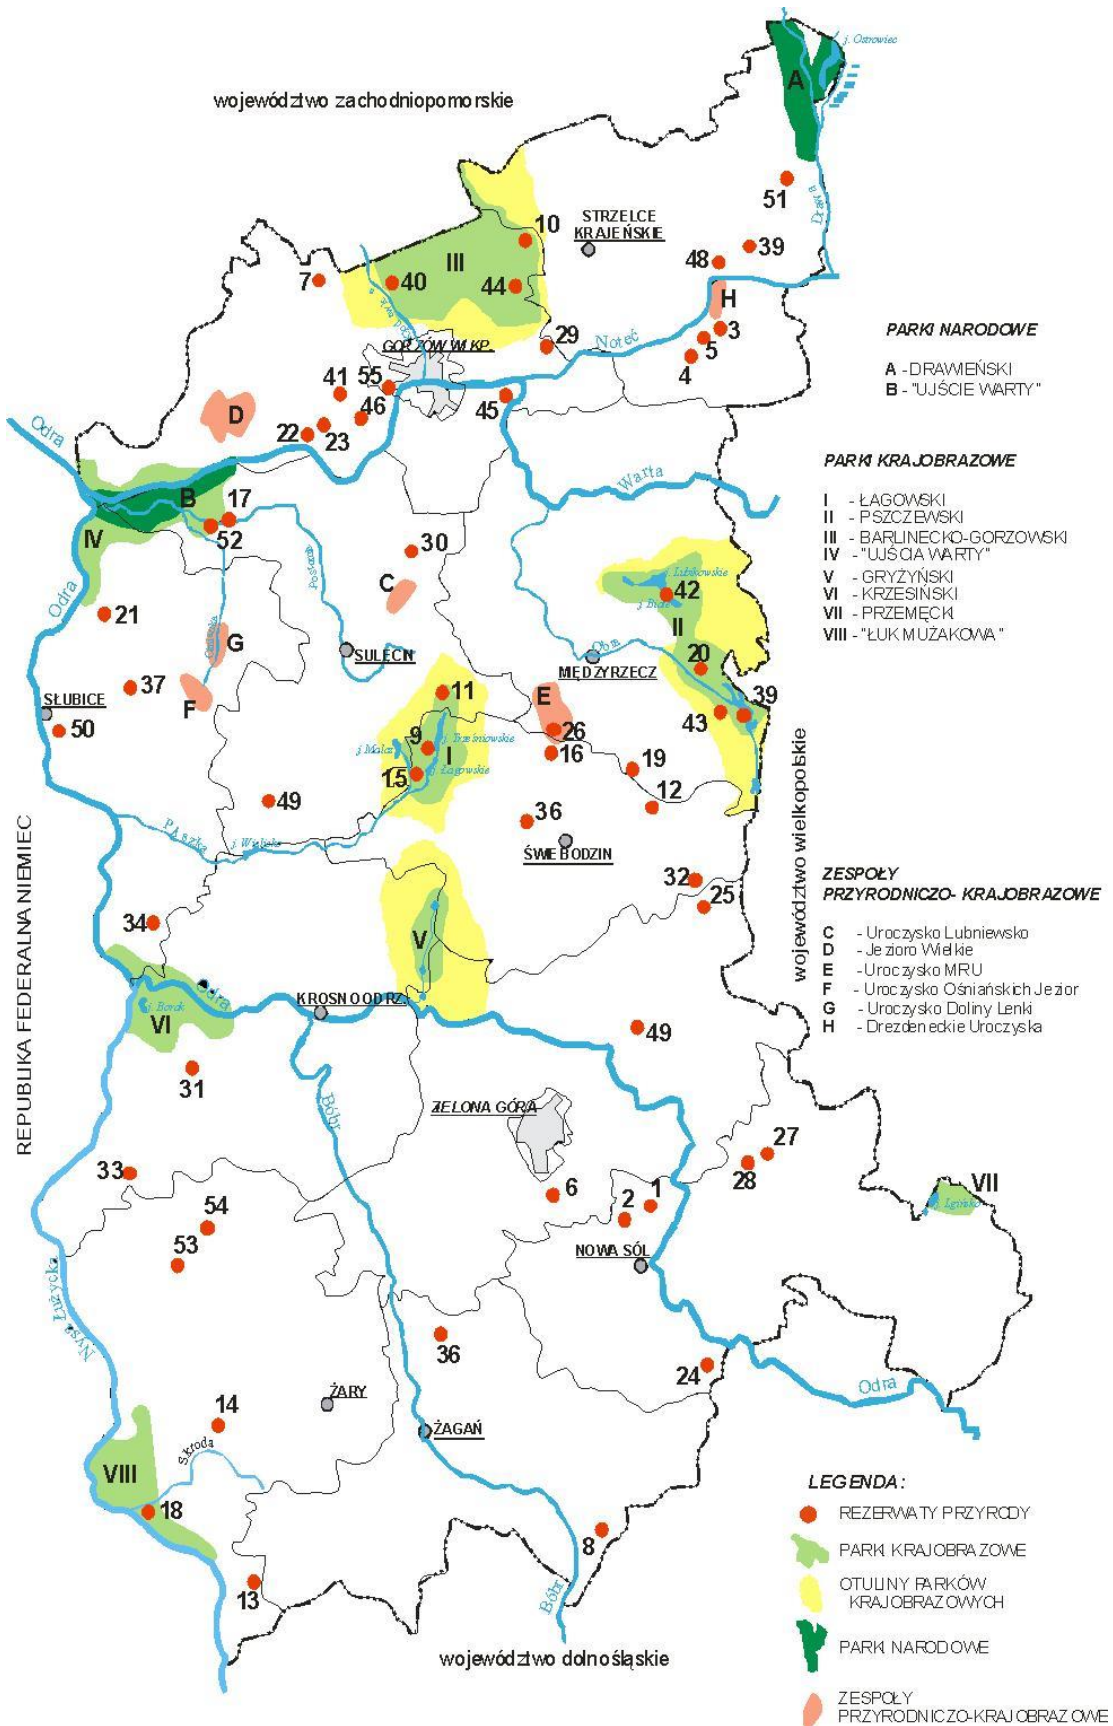 województwo zachodniopomorskie
j. Ostrowiec
A
51
Drawa
10
STRZELCE
KRAJEŃSKIE
39
48
III
7
40
44
H
3
5
4
29
Noteć
GORZÓW WLKP.
PARKI NARODOWE
A - DRAWIEŃSKI
B - "UJŚCIE WARTY"
41
55
46
45
D
22
23
Odra
Warta
PARKI KRAJOBRAZOWE
I - ŁAGOWSKI
II - PSZCZEWSKI
III - BARLINECKO-GORZOWSKI
IV - "UJŚCIA WARTY"
V - GRYŻYŃSKI
VI - KRZESIŃSKI
VII - PRZEMĘCKI
VIII - "ŁUK MUŻAKOWA"
B
17
52
IV
30
C
Postomia
j. Lubikowskie
42
j. Białe
II
Odra
21
G
SULĘCIN
Obra
MIĘDZYRZECZ
20
37
F
SŁUBICE
50
11
E
26
16
43
39
9
I
j. Trześniowskie
15
j. Łagowskie
19
12
49
36
ŚWIEBODZIN
województwo wielkopolskie
REPUBLIKA FEDERALNA NIEMIEC
32
25
ZESPOŁY
PRZYRODNICZO- KRAJOBRAZOWE
C - Uroczysko Lubniewsko
D - Jezioro Wielkie
E - Uroczysko MRU
F - Uroczysko Ośniańskich Jezior
G - Uroczysko Doliny Lenki
H - Drezdeneckie Uroczyska
34
V
Odra
KROSNO ODRZ.
j. Borek
VI
49
31
Bóbr
ZIELONA GÓRA
27
28
33
6
2
1
VII
54
53
NOWA SÓL
Nysa Łużycka
36
24
Odra
14
ŻARY
ŻAGAŃ
Skroda
VIII
18
8
13
Bóbr
województwo dolnośląskie
LEGENDA:
REZERWATY PRZYRODY
PARKI KRAJOBRAZOWE
OTULINY PARKÓW
KRAJOBRAZOWYCH
PARKI NARODOWE
ZESPOŁY
PRZYRODNICZO-KRAJOBRAZOWE